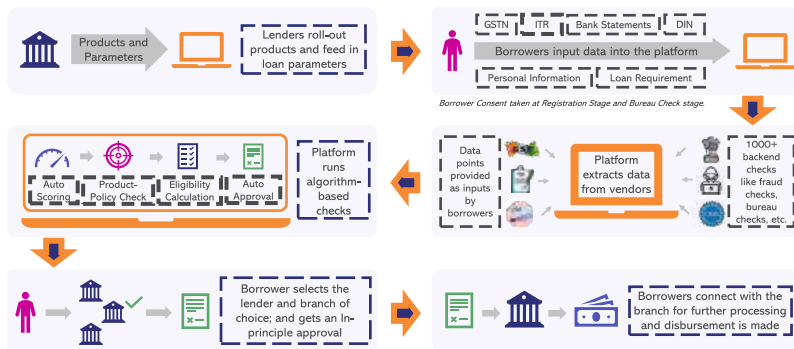 Products and
Parameters
Lenders roll-out
products and feed in
loan parameters
GSTN
ITR
Bank Statements
DIN
Borrowers input data into the platform
Personal Information
Loan Requirement
Borrower Consent taken at Registration Stage and Bureau Check stage.
Data
points
provided
as inputs
by
borrowers
Platform
extracts data
from vendors
1000+
backend
checks
like fraud
checks,
bureau
checks, etc.
Auto
Scoring
Product-
Policy Check
Eligibility
Calculation
Auto
Approval
Platform
runs
algorithm-
based
checks
Borrower selects the
lender and branch of
choice; and gets an In-
principle approval
Borrowers connect with the
branch for further processing
and disbursement is made